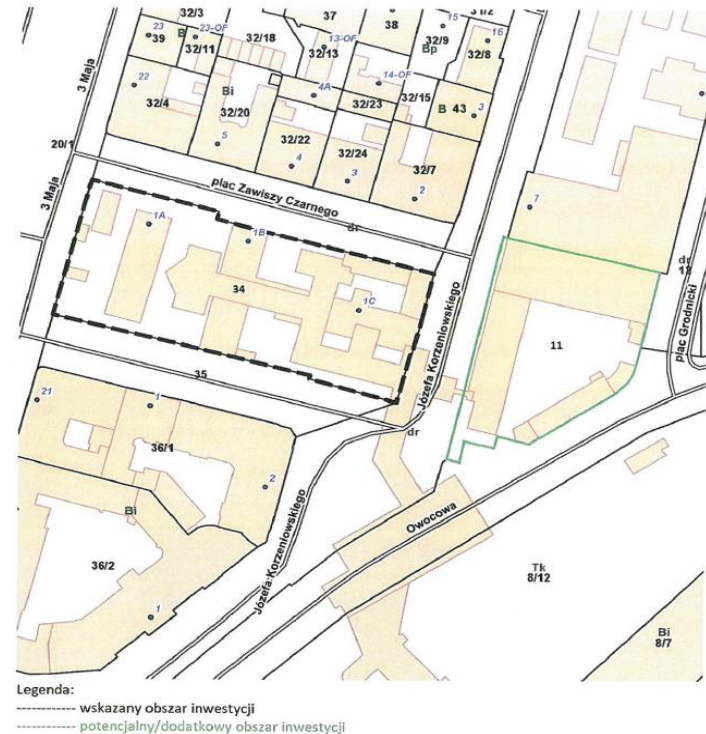 32/3
23-OF
32/18
37
38
15
31/2
32/9
23
39
B
32/11
13-OF
32/13
Bp
16
32/8
3 Maja
22
32/4
Bi
32/20
4A
14-OF
32/23
32/15
B 43
3
5
32/22
4
32/24
3
32/7
2
20/1
plac Zawiszy Czarnego
dr
7
3 Maja
1A
1B
34
1C
Józefa Korzeniowskiego
dr
12
plac Grodnicki
11
35
21
1
36/1
2
dr
Owocowa
Bi
36/2
Józefa Korzeniowskiego
1
Tk
8/12
Bi
8/7
Legenda:
---------- wskazany obszar inwestycji
---------- potencjalny/dodatkowy obszar inwestycji